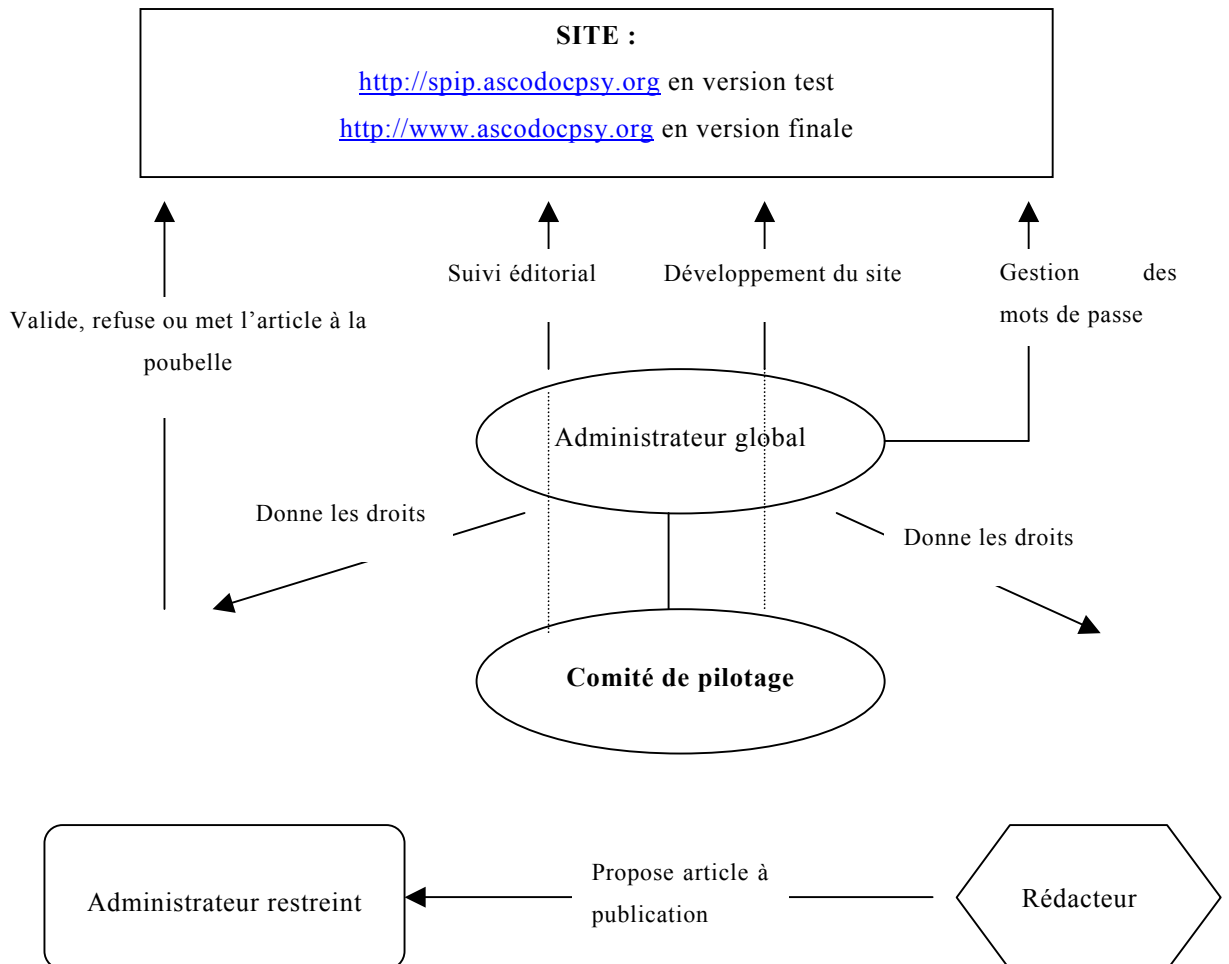 SITE :
http://spip.ascodocpsy.org en version test
http://www.ascodocpsy.org en version finale
Suivi éditorial
Développement du site
Gestion des
mots de passe
Valide, refuse ou met l’article à la
poubelle
Administrateur global
Donne les droits
Donne les droits
Comité de pilotage
Administrateur restreint
Propose article à
publication
Rédacteur